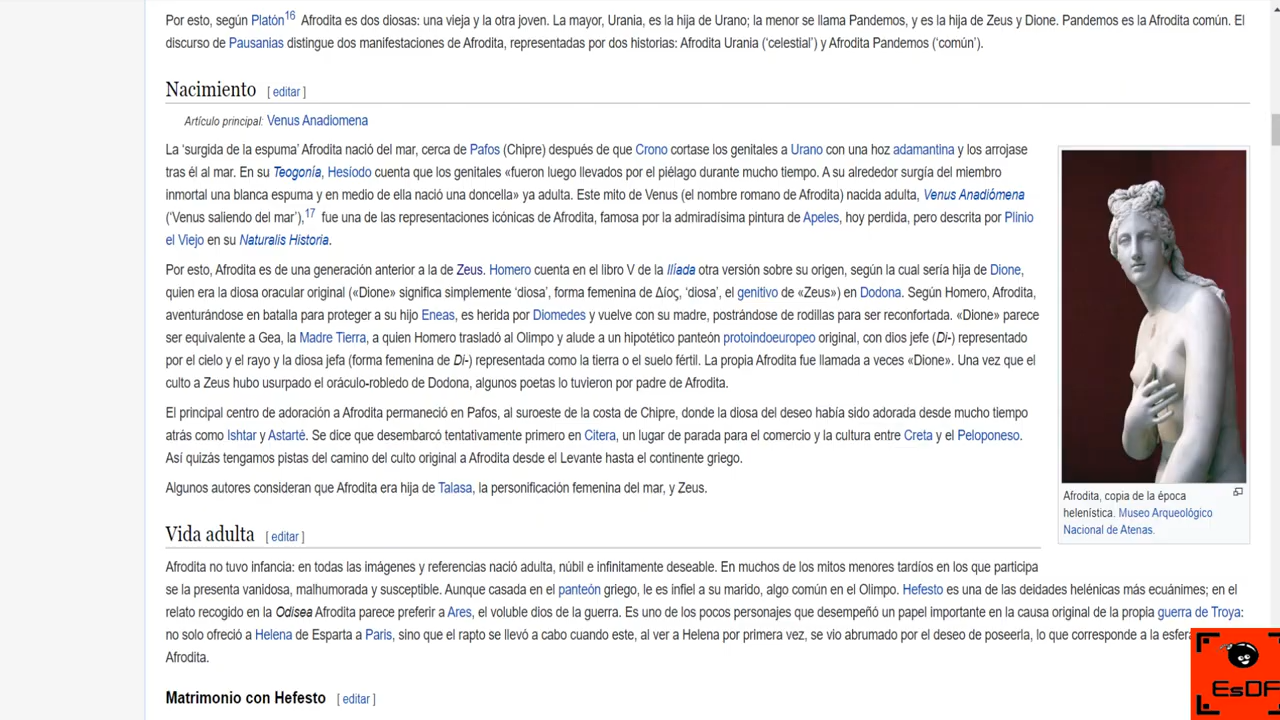 Por esto, según Platón16 Afrodita es dos diosas: una vieja y la otra joven. La mayor, Urania, es la hija de Urano; la menor se llama Pandemos, y es la hija de Zeus y Dione. Pandemos es la Afrodita común. El
discurso de Pausanias distingue dos manifestaciones de Afrodita, representadas por dos historias: Afrodita Urania (‘celestial’) y Afrodita Pandemos (‘común’).
Nacimiento [ editar ]
Artículo principal: Venus Anadiomena
La ‘surgida de la espuma’ Afrodita nació del mar, cerca de Pafos (Chipre) después de que Crono cortase los genitales a Urano con una hoz adamantina y los arrojase
tras él al mar. En su Teogonía, Hesíodo cuenta que los genitales «fueron luego llevados por el piélago durante mucho tiempo. A su alrededor surgía del miembro
inmortal una blanca espuma y en medio de ella nació una doncella» ya adulta. Este mito de Venus (el nombre romano de Afrodita) nacida adulta, Venus Anadiómena
(‘Venus saliendo del mar’),17 fue una de las representaciones icónicas de Afrodita, famosa por la admiradísima pintura de Apeles, hoy perdida, pero descrita por Plinio
el Viejo en su Naturalis Historia.
Por esto, Afrodita es de una generación anterior a la de Zeus. Homero cuenta en el libro V de la Ilíada otra versión sobre su origen, según la cual sería hija de Dione,
quien era la diosa oracular original («Dione» significa simplemente ‘diosa’, forma femenina de Δίος, ‘diosa’, el genitivo de «Zeus») en Dodona. Según Homero, Afrodita,
aventurándose en batalla para proteger a su hijo Eneas, es herida por Diomedes y vuelve con su madre, postrándose de rodillas para ser reconfortada. «Dione» parece
ser equivalente a Gea, la Madre Tierra, a quien Homero trasladó al Olimpo y alude a un hipotético panteón protoindoeuropeo original, con dios jefe (Di-) representado
por el cielo y el rayo y la diosa jefa (forma femenina de Di-) representada como la tierra o el suelo fértil. La propia Afrodita fue llamada a veces «Dione». Una vez que el
culto a Zeus hubo usurpado el oráculo-robledo de Dodona, algunos poetas lo tuvieron por padre de Afrodita.
El principal centro de adoración a Afrodita permaneció en Pafos, al suroeste de la costa de Chipre, donde la diosa del deseo había sido adorada desde mucho tiempo
atrás como Ishtar y Astarté. Se dice que desembarcó tentativamente primero en Citera, un lugar de parada para el comercio y la cultura entre Creta y el Peloponeso.
Así quizás tengamos pistas del camino del culto original a Afrodita desde el Levante hasta el continente griego.
Algunos autores consideran que Afrodita era hija de Talasa, la personificación femenina del mar, y Zeus.
Afrodita, copia de la época
helenística. Museo Arqueológico
Nacional de Atenas.
Vida adulta [ editar ]
Afrodita no tuvo infancia: en todas las imágenes y referencias nació adulta, núbil e infinitamente deseable. En muchos de los mitos menores tardíos en los que participa
se la presenta vanidosa, malhumorada y susceptible. Aunque casada en el panteón griego, le es infiel a su marido, algo común en el Olimpo. Hefesto es una de las deidades helénicas más ecuánimes; en el
relato recogido en la Odisea Afrodita parece preferir a Ares, el voluble dios de la guerra. Es uno de los pocos personajes que desempeñó un papel importante en la causa original de la propia guerra de Troya:
no solo ofreció a Helena de Esparta a Paris, sino que el rapto se llevó a cabo cuando este, al ver a Helena por primera vez, se vio abrumado por el deseo de poseerla, lo que corresponde a la esfera
Afrodita.
Matrimonio con Hefesto [ editar ]
EsDF